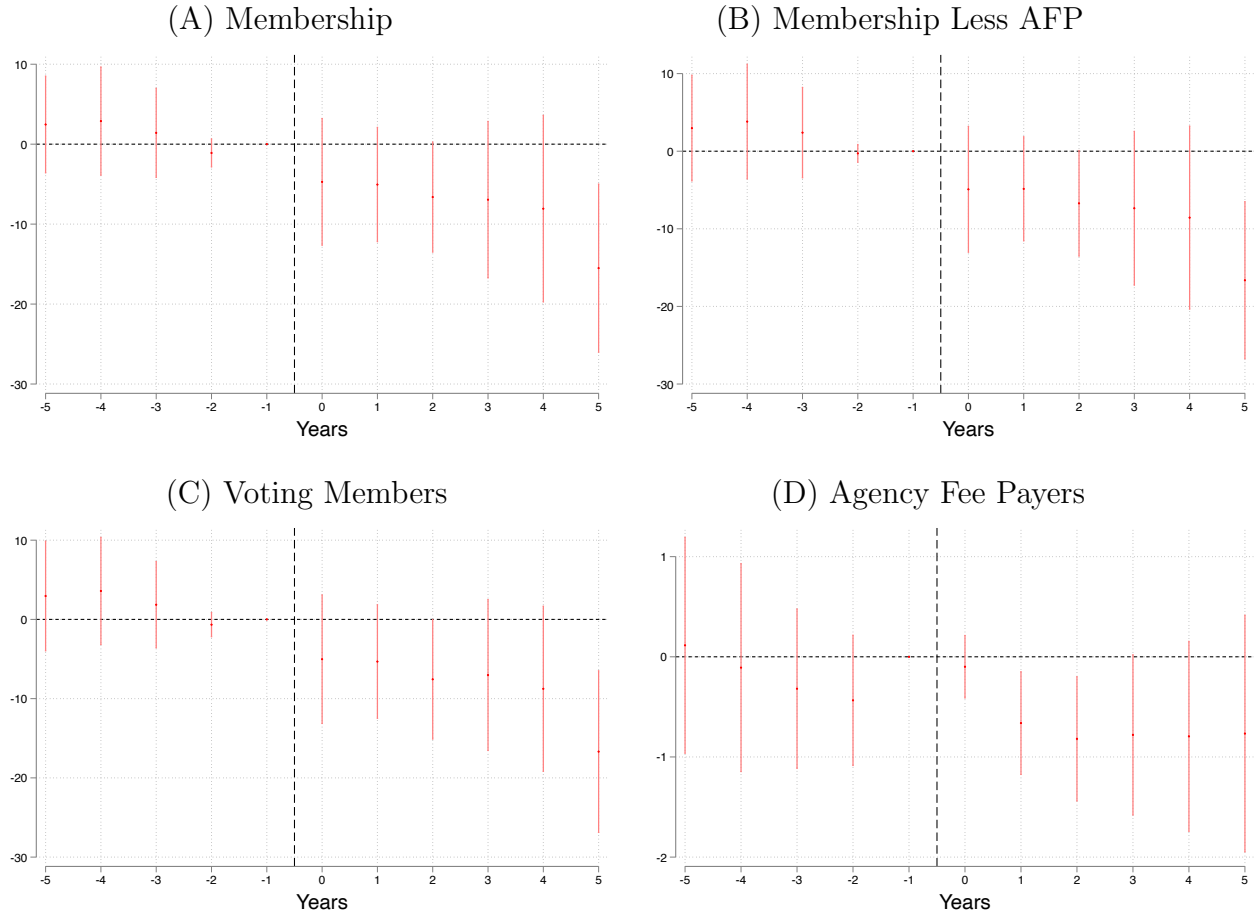 (A) Membership
10
0
-10
-20
-30
-5 -4 -3 -2 -1 0 1 2 3 4 5
Years
(B) Membership Less AFP
10
0
-10
-20
-30
-5 -4 -3 -2 -1 0 1 2 3 4 5
Years
(C) Voting Members
10
0
-10
-20
-30
-5 -4 -3 -2 -1 0 1 2 3 4 5
Years
(D) Agency Fee Payers
1
0
-1
-2
-5 -4 -3 -2 -1 0 1 2 3 4 5
Years